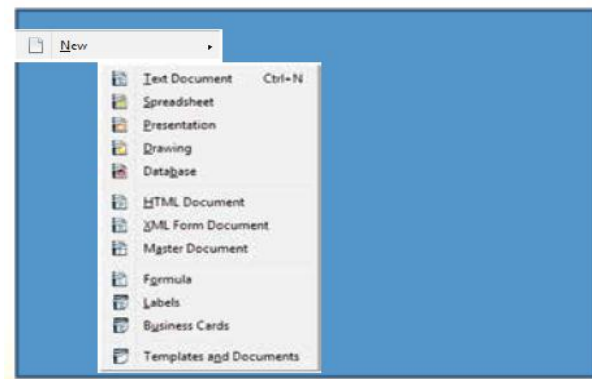 New
Text Document Ctrl+N
Spreadsheet
Presentation
Drawing
Database
HTML Document
XML Form Document
Master Document
Formula
Labels
Business Cards
Templates and Documents